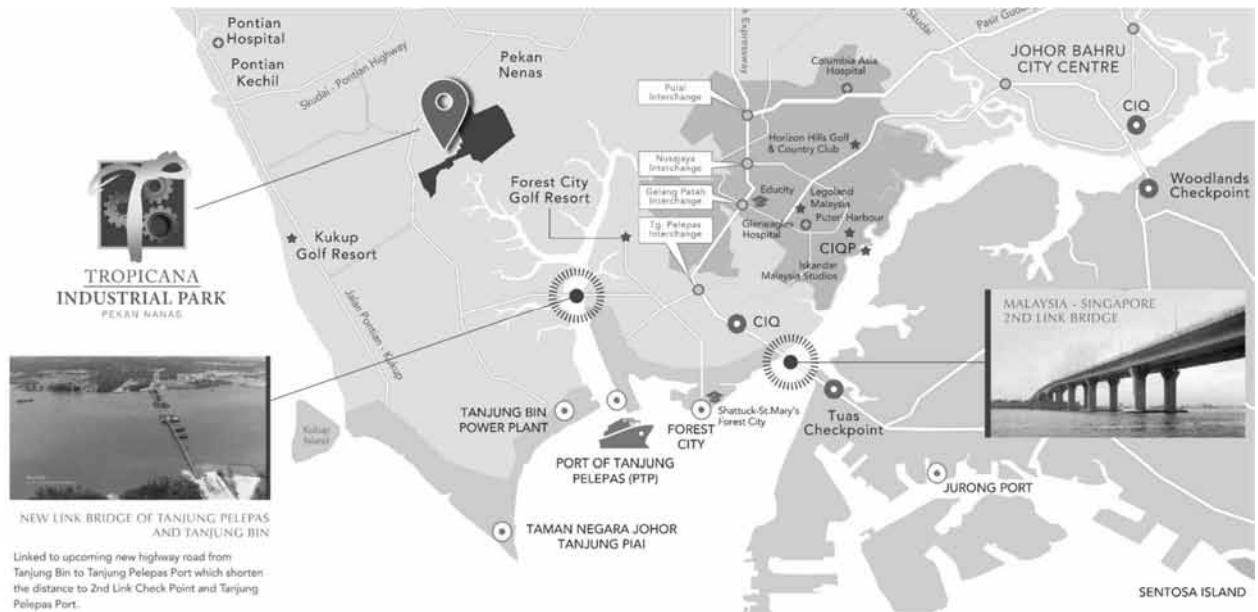 Pontian
Hospital
Pontian
Kechil
Skudai - Pontian Highway
Pekan
Nenas
Expressway
Skudai
Pasir Gudang
Columbia Asia
Hospital
JOHOR BAHRU
CITY CENTRE
CIQ
Pulai
Interchange
Horizon Hills Golf
& Country Club
Nusajaya
Interchange
Woodlands
Checkpoint
Forest City
Golf Resort
Gelang Patah
Interchange
Educity
Legoland
Malaysia
Puteri Harbour
Gleneagles
Hospital
Tg. Pelepas
Interchange
CIQP
Iskandar
Malaysia Studios
Kukup
Golf Resort
TROPICANA
INDUSTRIAL PARK
PEKAN NANAS
Jalan Pontian - Kukup
CIQ
MALAYSIA - SINGAPORE
2ND LINK BRIDGE
Kukup
Island
TANJUNG BIN
POWER PLANT
FOREST
CITY
Shattuck-St.Mary's
Forest City
Tuas
Checkpoint
PORT OF TANJUNG
PELEPAS (PTP)
JURONG PORT
NEW LINK BRIDGE OF TANJUNG PELEPAS
AND TANJUNG BIN
TAMAN NEGARA JOHOR
TANJUNG PIAI
Linked to upcoming new highway road from
Tanjung Bin to Tanjung Pelepas Port which shorten
the distance to 2nd Link Check Point and Tanjung
Pelepas Port.
SENTOSA ISLAND